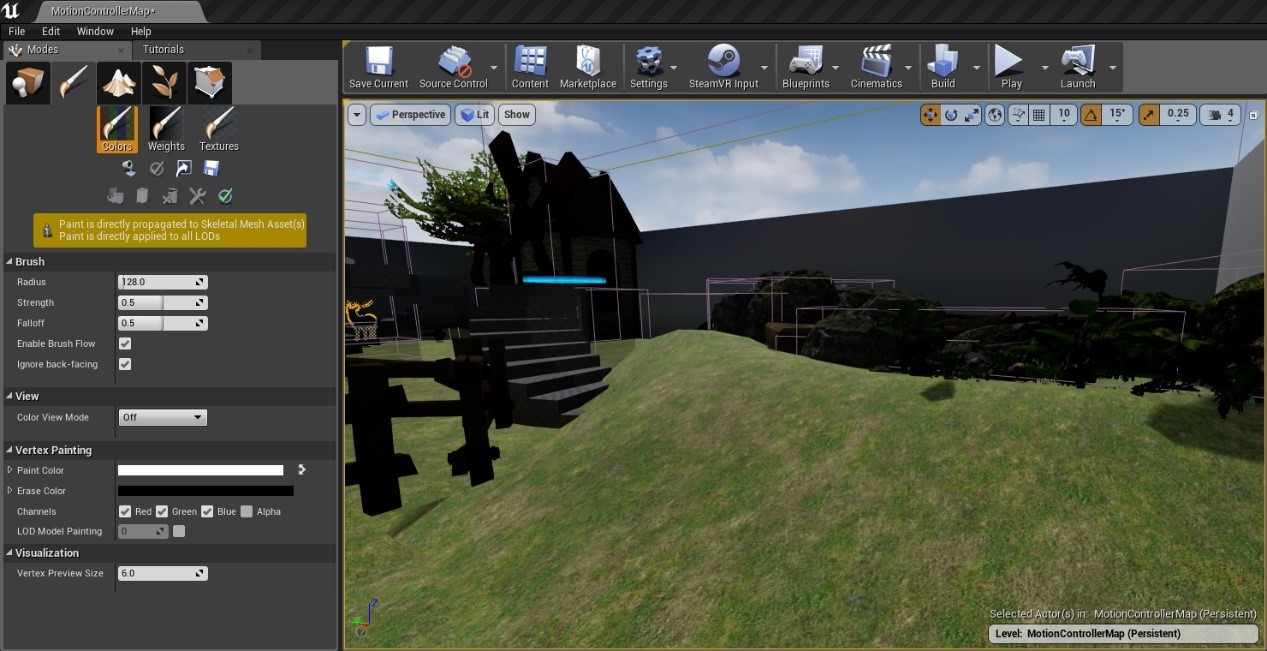 MotionControllerMap*
File Edit Window Help
Modes Tutorials
Save Current Source Control Content Marketplace Settings SteamVR Input Blueprints Cinematics Build Play Launch
Perspective Lit Show 10 15° 0.25 4
Colors Weights Textures
Paint is directly propagated to Skeletal Mesh Asset(s)
Paint is directly applied to all LODs
Brush
Radius 128.0
Strength 0.5
Falloff 0.5
Enable Brush Flow
Ignore back-facing
View
Color View Mode Off
Vertex Painting
Paint Color
Erase Color
Channels Red Green Blue Alpha
LOD Model Painting 0
Visualization
Vertex Preview Size 6.0
Z
Selected Actor(s) in: MotionControllerMap (Persistent)
Level: MotionControllerMap (Persistent)